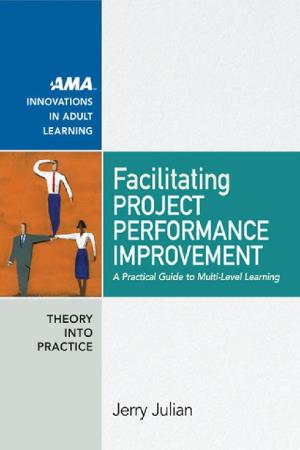 AMA
INNOVATIONS
IN ADULT
LEARNING
Facilitating
PROJECT
PERFORMANCE
IMPROVEMENT
A Practical Guide to Multi-Level Learning
THEORY
INTO
PRACTICE
Jerry Julian